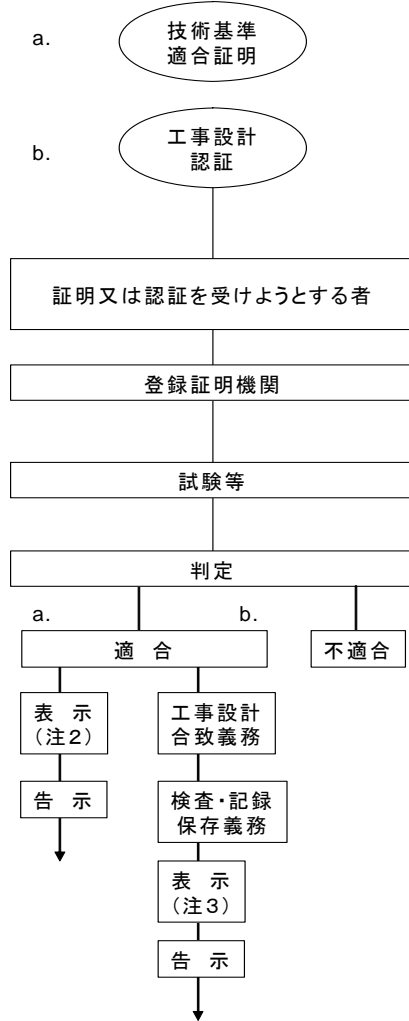 a.
技術基準
適合証明
b.
工事設計
認証
証明又は認証を受けようとする者
登録証明機関
試験等
判定
a.
b.
適 合
不適合
表 示
(注2)
工事設計
合致義務
告 示
検査・記録
保存義務
表 示
(注3)
告 示